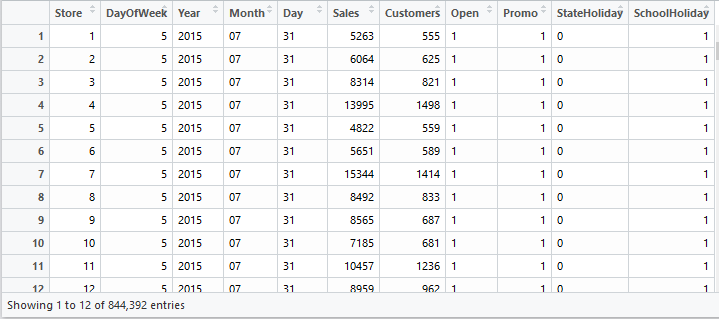 Store DayOfWeek Year Month Day Sales Customers Open Promo StateHoliday SchoolHoliday
1 1 5 2015 07 31 5263 555 1 1 0 1
2 2 5 2015 07 31 6064 625 1 1 0 1
3 3 5 2015 07 31 8314 821 1 1 0 1
4 4 5 2015 07 31 13995 1498 1 1 0 1
5 5 5 2015 07 31 4822 559 1 1 0 1
6 6 5 2015 07 31 5651 589 1 1 0 1
7 7 5 2015 07 31 15344 1414 1 1 0 1
8 8 5 2015 07 31 8492 833 1 1 0 1
9 9 5 2015 07 31 8565 687 1 1 0 1
10 10 5 2015 07 31 7185 681 1 1 0 1
11 11 5 2015 07 31 10457 1236 1 1 0 1
12 12 5 2015 07 31 8959 962 1 1 0 1
Showing 1 to 12 of 844,392 entries